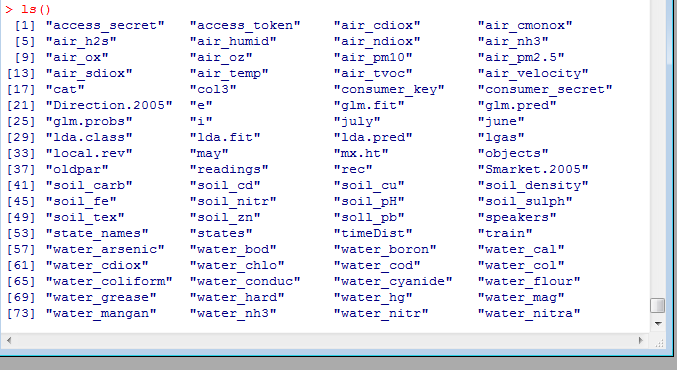 > ls()
[1] "access_secret" "access_token" "air_cdiox" "air_cmonox"
[5] "air_h2s" "air_humid" "air_ndiox" "air_nh3"
[9] "air_ox" "air_oz" "air_pm10" "air_pm2.5"
[13] "air_sdiox" "air_temp" "air_tvoc" "air_velocity"
[17] "cat" "col3" "consumer_key" "consumer_secret"
[21] "Direction.2005" "e" "glm.fit" "glm.pred"
[25] "glm.probs" "i" "july" "june"
[29] "lda.class" "lda.fit" "lda.pred" "lgas"
[33] "local.rev" "may" "mx.ht" "objects"
[37] "oldpar" "readings" "rec" "Smarket.2005"
[41] "soil_carb" "soil_cd" "soil_cu" "soil_density"
[45] "soil_fe" "soil_nitr" "soil_pH" "soil_sulph"
[49] "soil_tex" "soil_zn" "soll_pb" "speakers"
[53] "state_names" "states" "timeDist" "train"
[57] "water_arsenic" "water_bod" "water_boron" "water_cal"
[61] "water_cdiox" "water_chlo" "water_cod" "water_col"
[65] "water_coliform" "water_conduc" "water_cyanide" "water_flour"
[69] "water_grease" "water_hard" "water_hg" "water_mag"
[73] "water_mangan" "water_nh3" "water_nitr" "water_nitra"